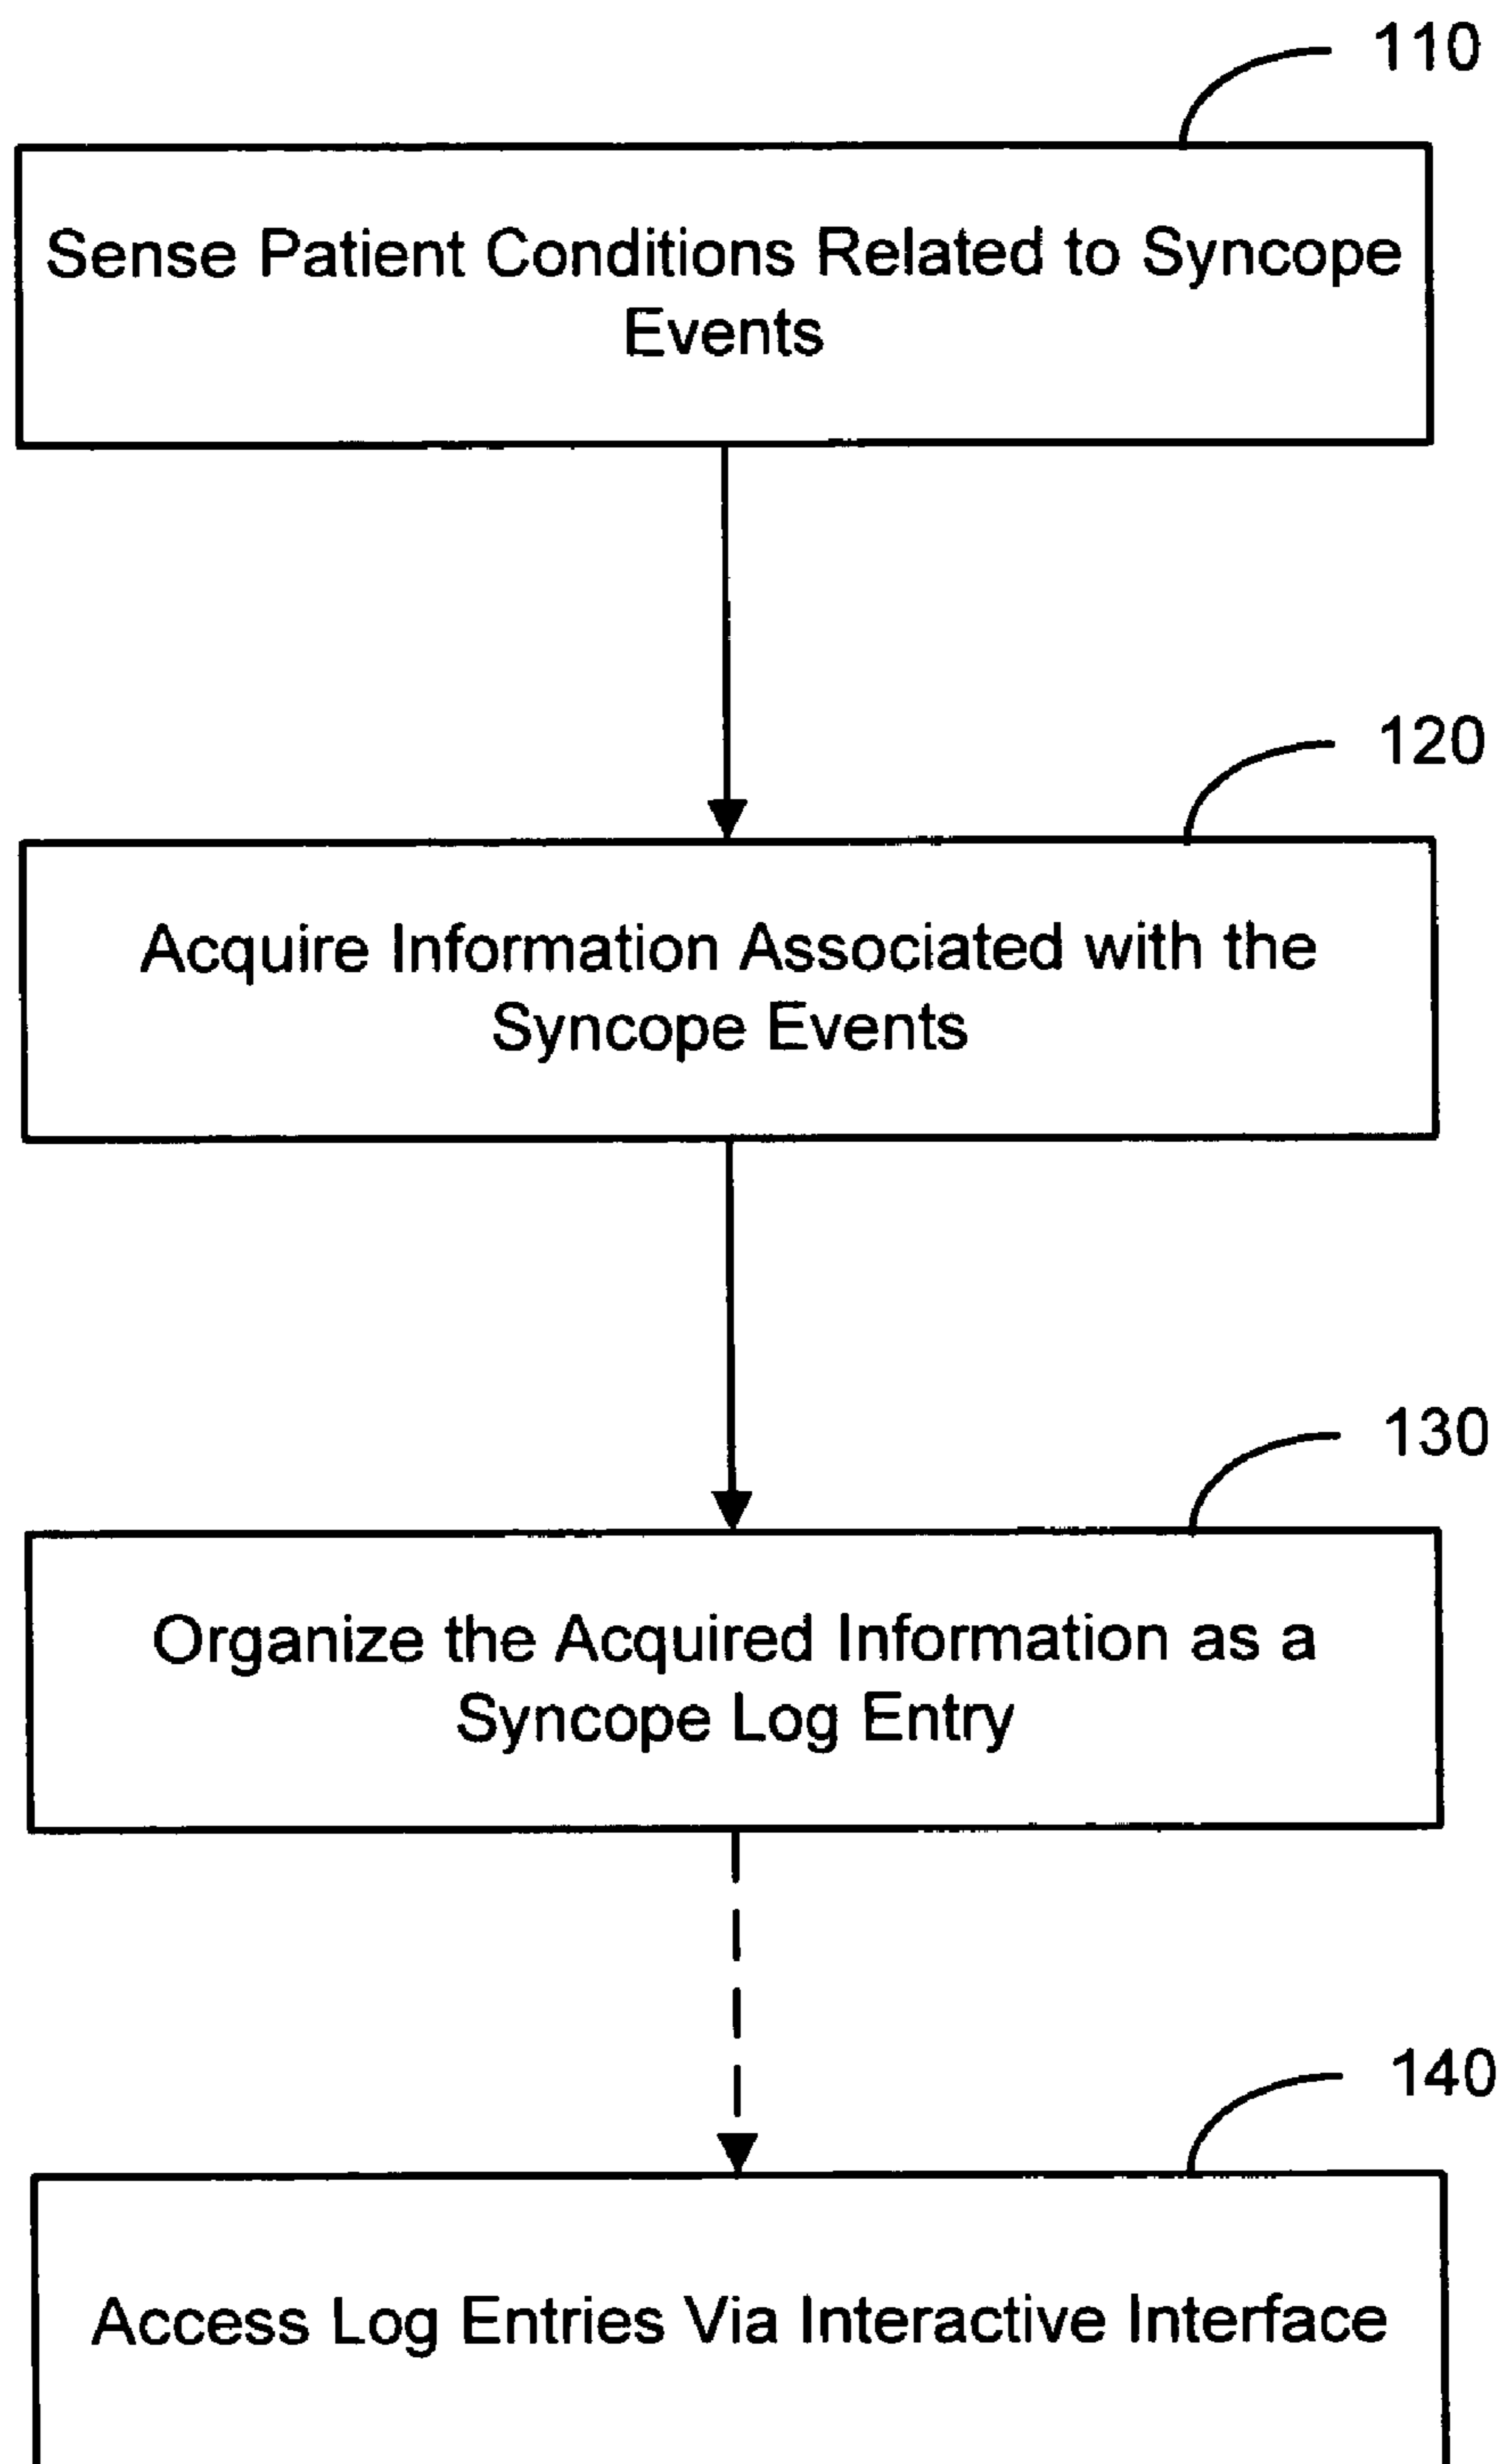 110
Sense Patient Conditions Related to Syncope
Events
120
Acquire Information Associated with the
Syncope Events
130
Organize the Acquired Information as a
Syncope Log Entry
140
Access Log Entries Via Interactive Interface